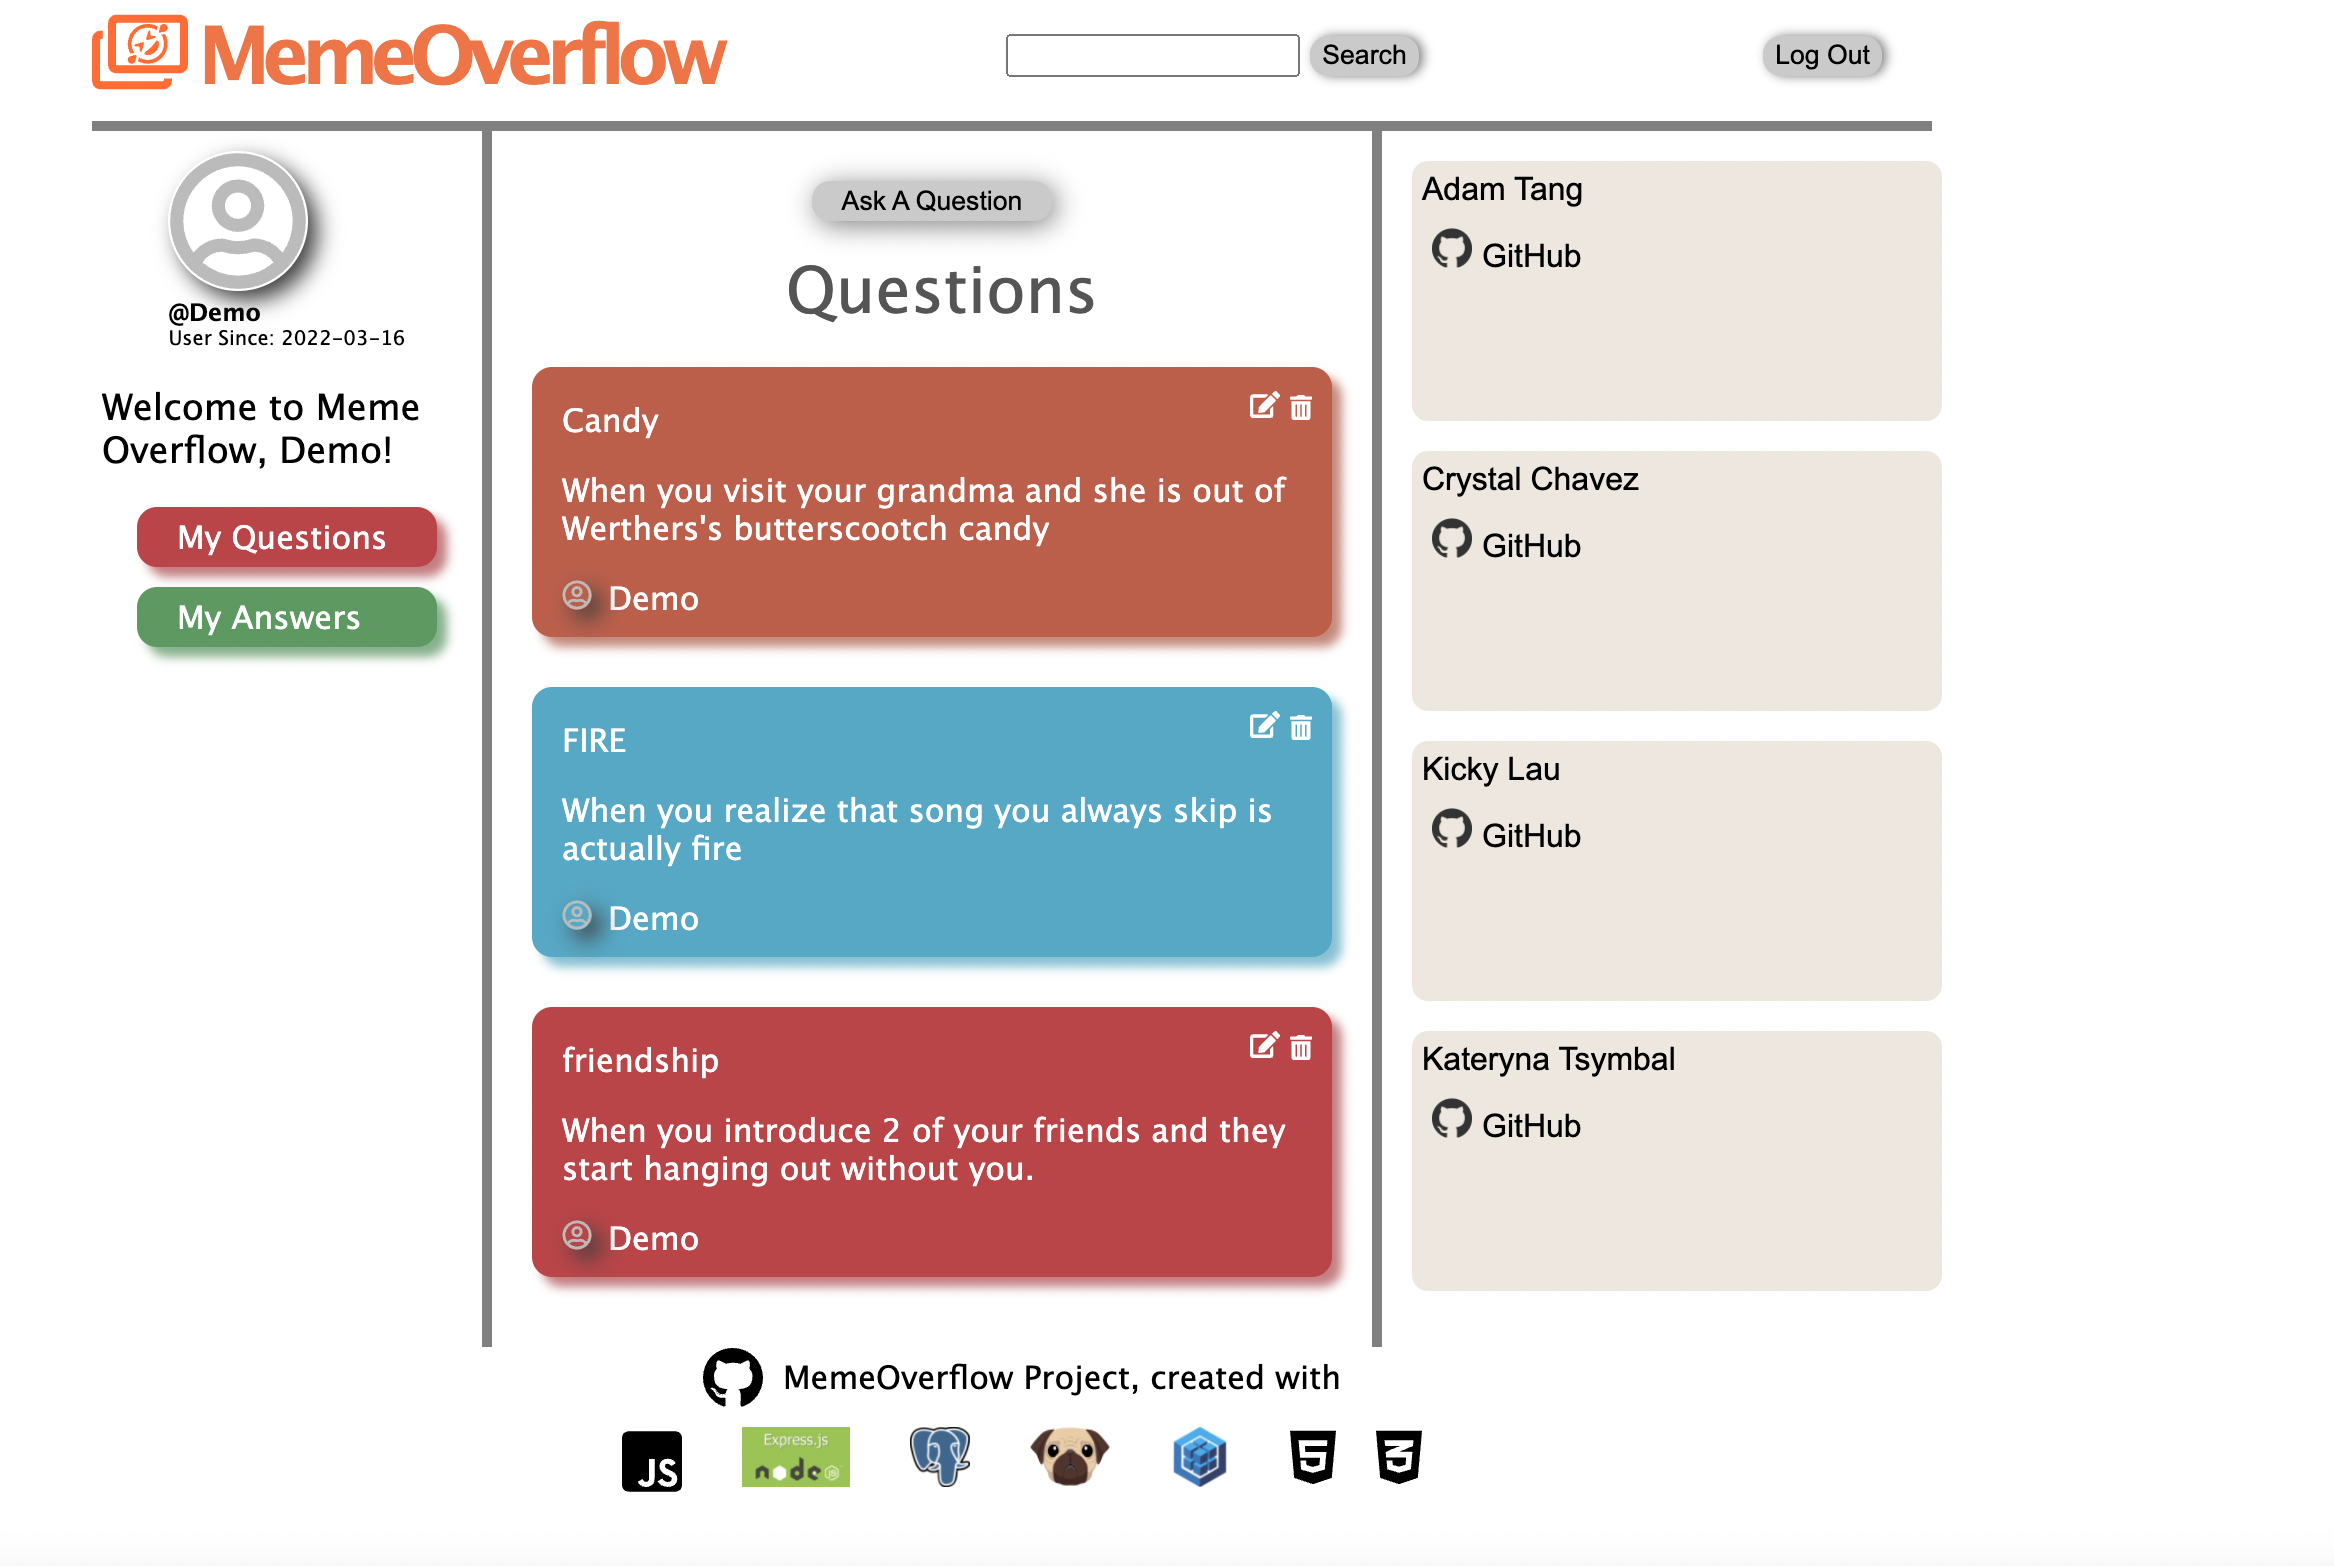 MemeOverflow
Search
Log Out
@Demo
User Since: 2022-03-16
Welcome to Meme
Overflow, Demo!
My Questions
My Answers
Ask A Question
Questions
Candy
When you visit your grandma and she is out of
Werthers's butterscootch candy
Demo
FIRE
When you realize that song you always skip is
actually fire
Demo
friendship
When you introduce 2 of your friends and they
start hanging out without you.
Demo
Adam Tang
GitHub
Crystal Chavez
GitHub
Kicky Lau
GitHub
Kateryna Tsymbal
GitHub
MemeOverflow Project, created with
JS
Express.js
node JS
5
3